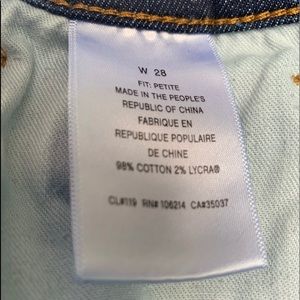 W 28
FIT: PETITE
MADE IN THE PEOPLE'S
REPUBLIC OF CHINA
FABRIQUE EN
REPUBLIQUE POPULAIRE
DE CHINE
98% COTTON 2% LYCRA®
CL#119 RN# 106214 CA#35037